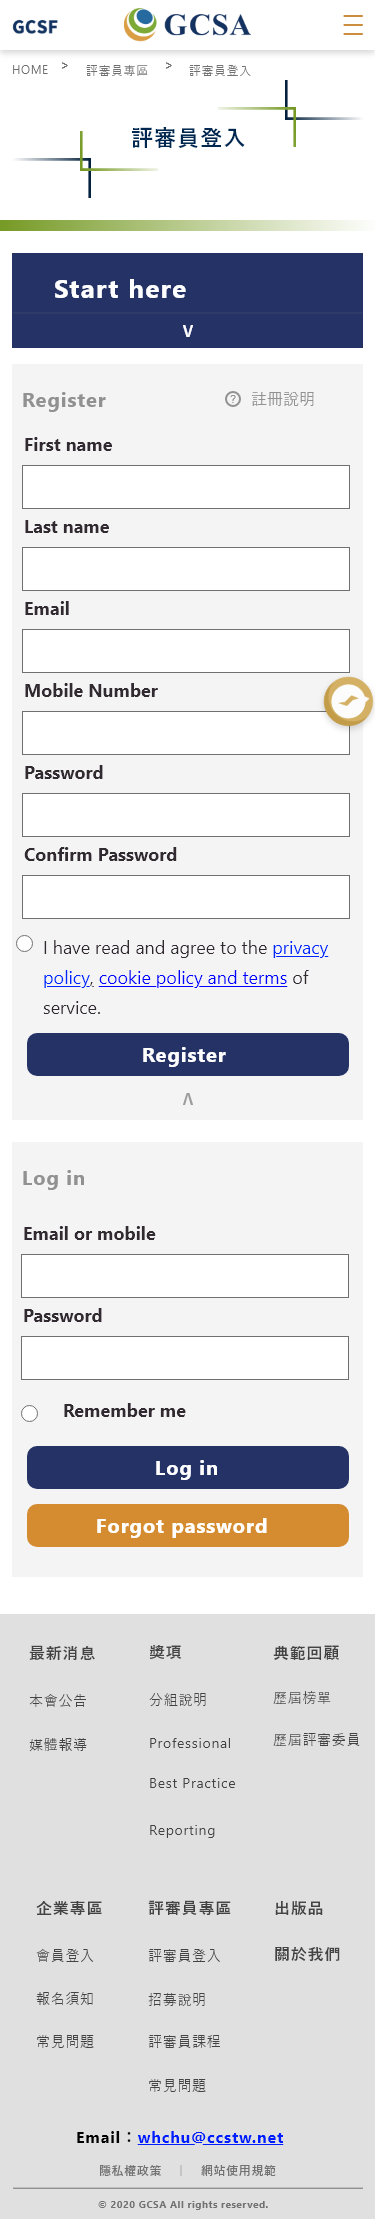 GCSF GCSA
HOME > 評審員專區 > 評審員登入
評審員登入
Start here
∨
Register ? 註冊說明
First name
Last name
Email
Mobile Number
Password
Confirm Password
I have read and agree to the privacy
policy, cookie policy and terms of
service.
Register
∧
Log in
Email or mobile
Password
Remember me
Log in
Forgot password
最新消息 獎項 典範回顧
本會公告 分組說明 歷屆榜單
媒體報導 Professional 歷屆評審委員
Best Practice
Reporting
企業專區 評審員專區 出版品
會員登入 評審員登入 關於我們
報名須知 招募說明
常見問題 評審員課程
常見問題
Email：whchu@ccstw.net
隱私權政策 | 網站使用規範
© 2020 GCSA All rights reserved.